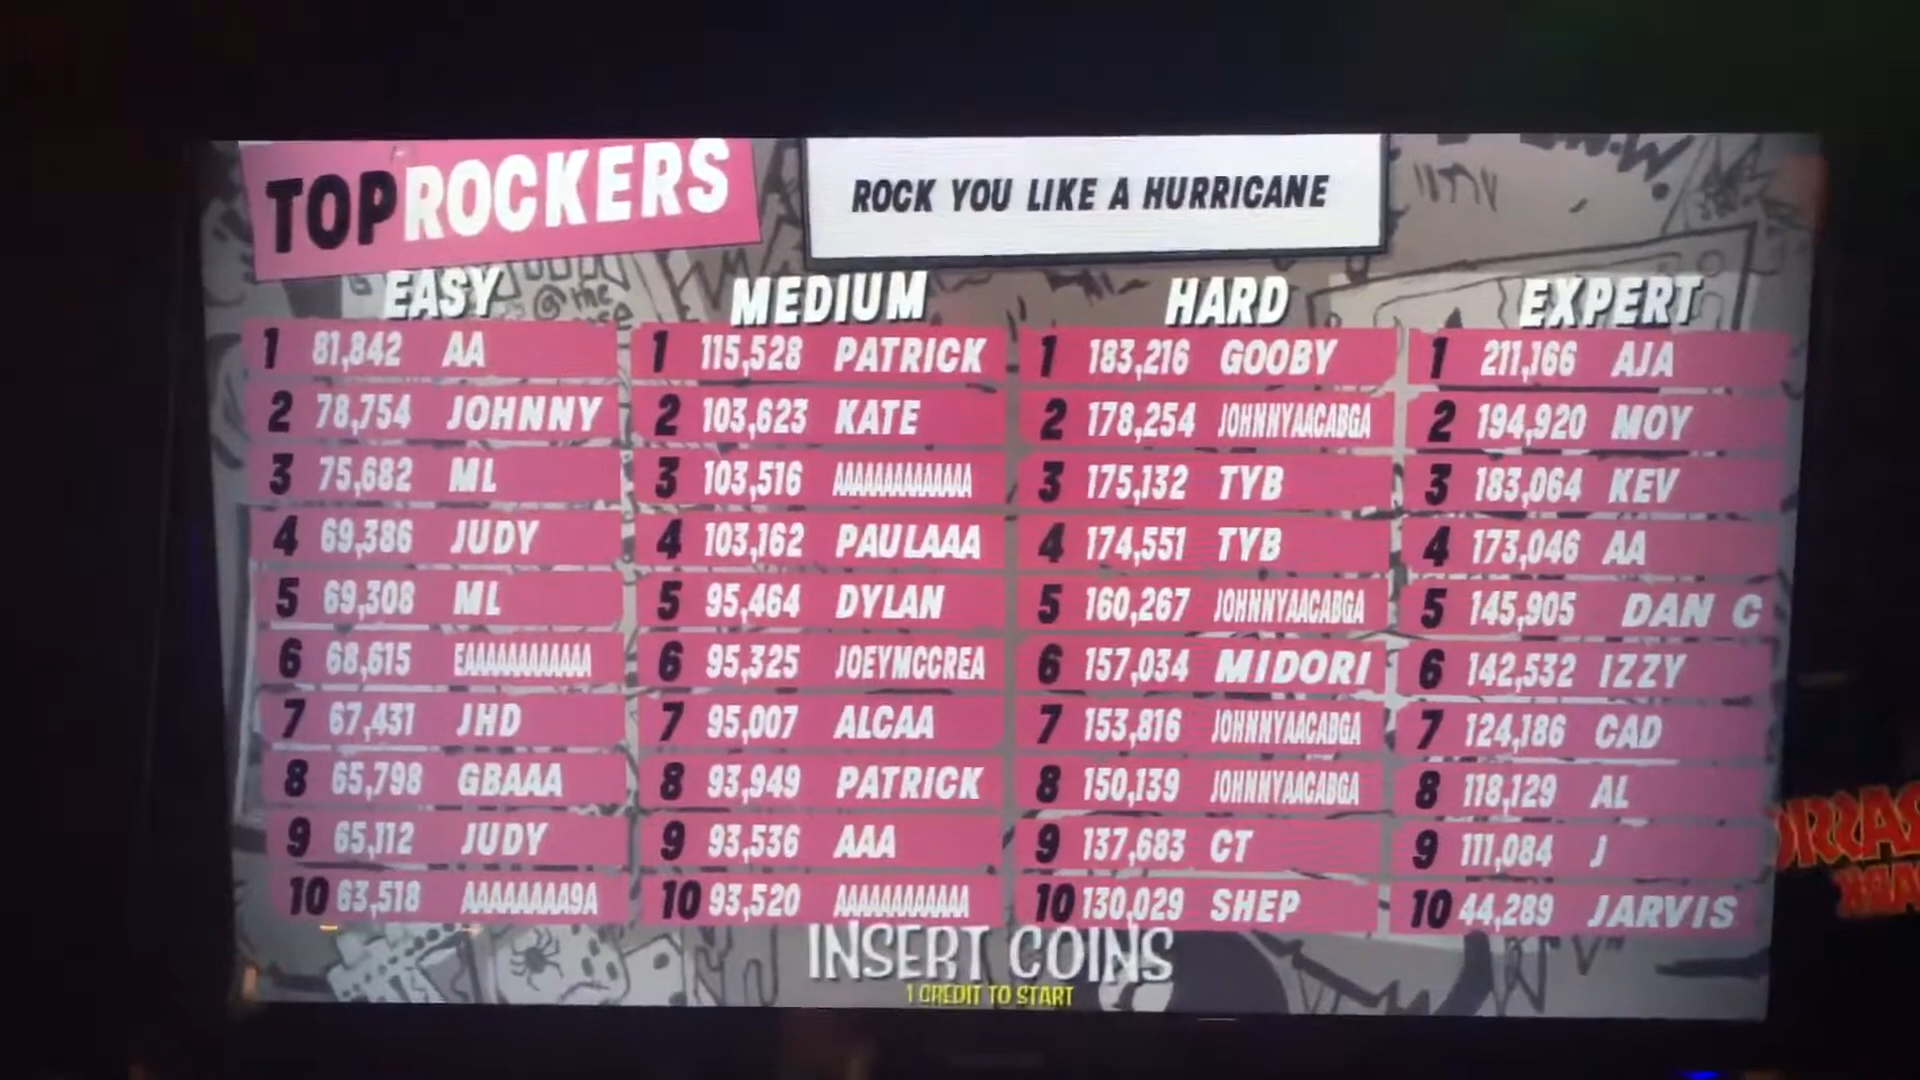 TOP ROCKERS
ROCK YOU LIKE A HURRICANE
EASY
1 81,842 AA
2 78,754 JOHNNY
3 75,682 ML
4 69,386 JUDY
5 69,308 ML
6 68,615 EAAAAAAAAAAAA
7 67,431 JHD
8 65,798 GBAAA
9 65,112 JUDY
10 63,518 AAAAAAAA9A
MEDIUM
1 115,528 PATRICK
2 103,623 KATE
3 103,516
4 103,162 PAULAAA
5 95,464 DYLAN
6 95,325 JOEYMCCREA
7 95,007 ALCAA
8 93,949 PATRICK
9 93,536 AAA
10 93,520
HARD
1 183,216 GOOBY
2 178,254 JOHNNYAACABGA
3 175,132 TYB
4 174,551 TYB
5 160,267 JOHNNYAACABGA
6 157,034 MIDORI
7 153,816 JOHNNYAACABGA
8 150,139 JOHNNYAACABGA
9 137,683 CT
10 130,029 SHEP
EXPERT
1 211,166 AJA
2 194,920 MOY
3 183,064 KEV
4 173,046 AA
5 145,905 DAN C
6 142,532 IZZY
7 124,186 CAD
8 118,129 AL
9 111,084 J
10 44,289 JARVIS
INSERT COINS
1 CREDIT TO START
@ the